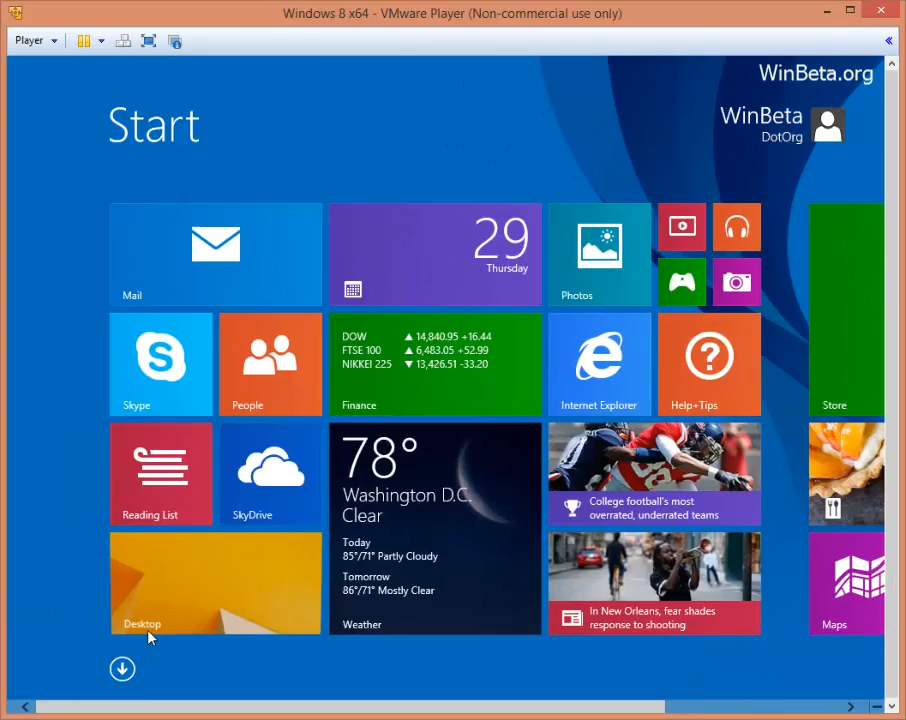 Windows 8 x64 - VMware Player (Non-commercial use only)
Player
WinBeta.org
Start
WinBeta
DotOrg
Mail
29
Thursday
Photos
Skype
People
DOW ▲ 14,840.95 +16.44
FTSE 100 ▲ 6,483.05 +52.99
NIKKEI 225 ▼ 13,426.51 -33.20
Finance
Internet Explorer
Help+Tips
Store
Reading List
SkyDrive
78°
Washington D.C.
Clear
Today
85°/71° Partly Cloudy
Tomorrow
86°/71° Mostly Clear
Weather
College football's most
overrated, underrated teams
Desktop
In New Orleans, fear shades
response to shooting
Maps